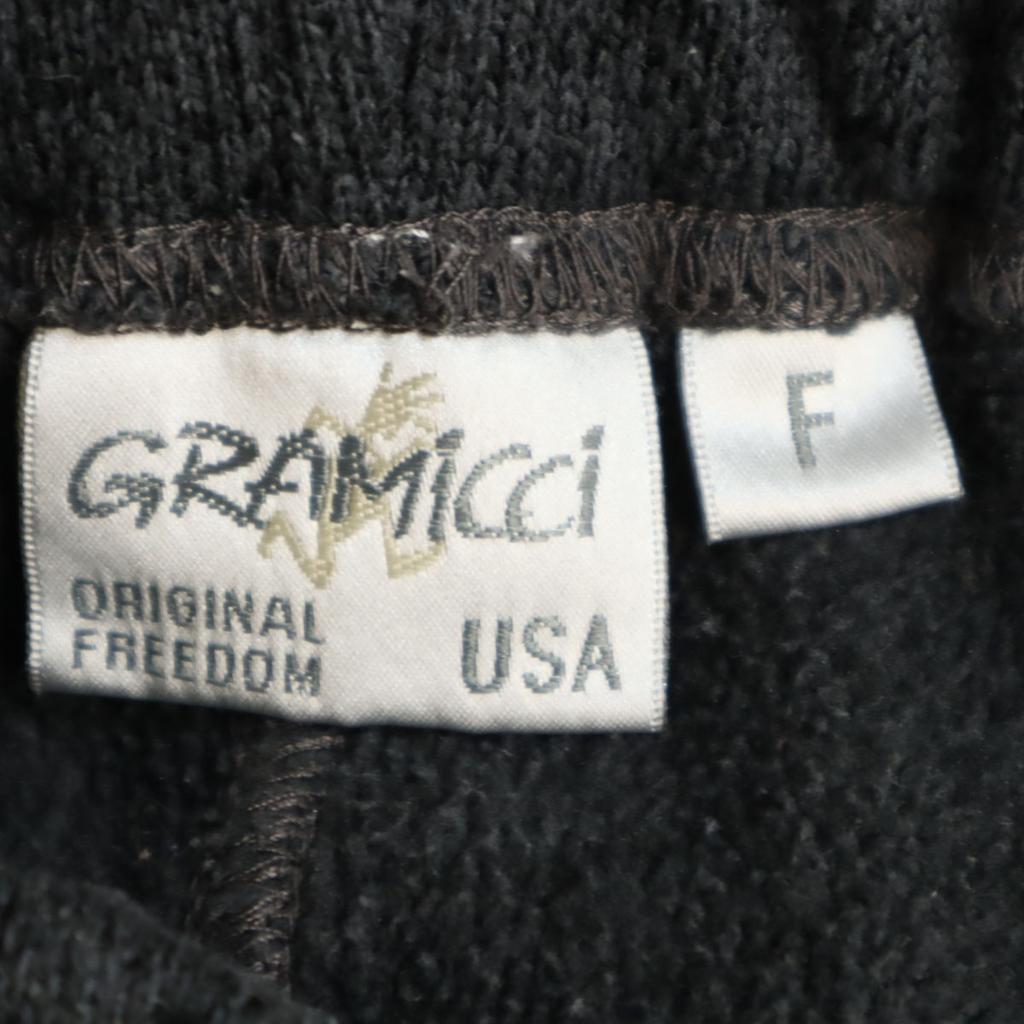 GRAMiCCi
ORIGINAL
FREEDOM
USA
F